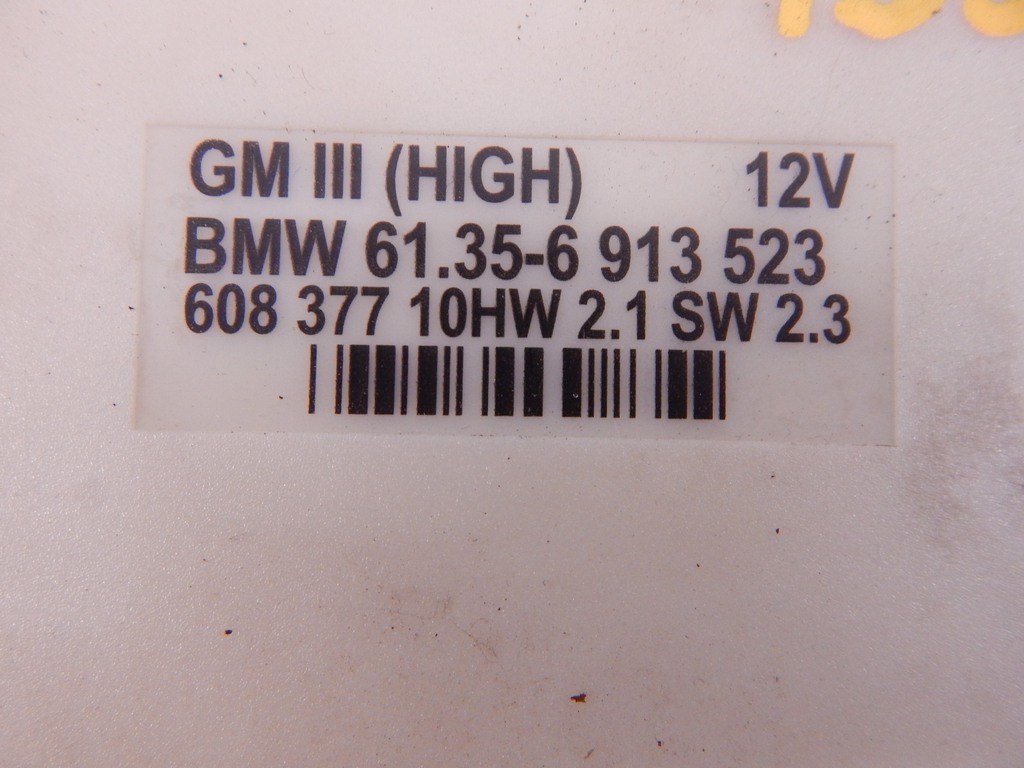 GM III (HIGH) 12V
BMW 61.35-6 913 523
608 377 10HW 2.1 SW 2.3